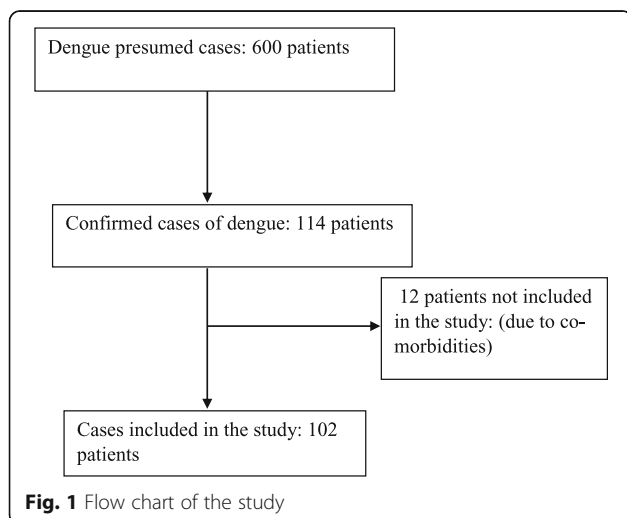 Dengue presumed cases: 600 patients
Confirmed cases of dengue: 114 patients
12 patients not included
in the study: (due to co-
morbidities)
Cases included in the study: 102
patients
Fig. 1 Flow chart of the study